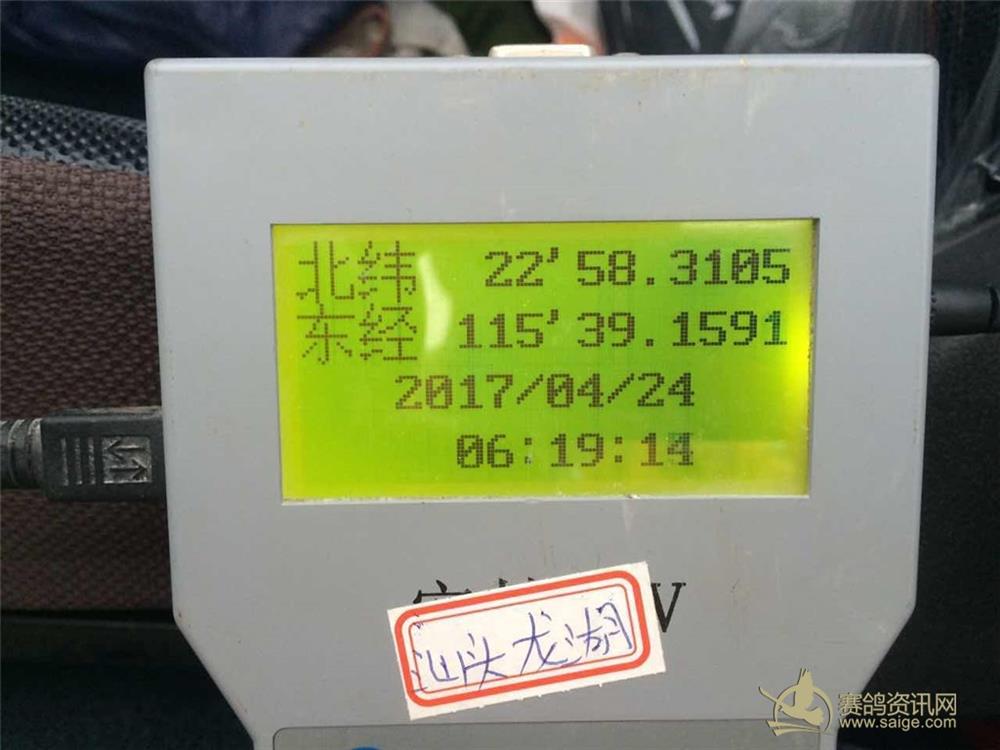 北纬 22'58.3105
东经 115'39.1591
2017/04/24
06:19:14
V
汕头龙湖
赛鸽资讯网
www.saige.com